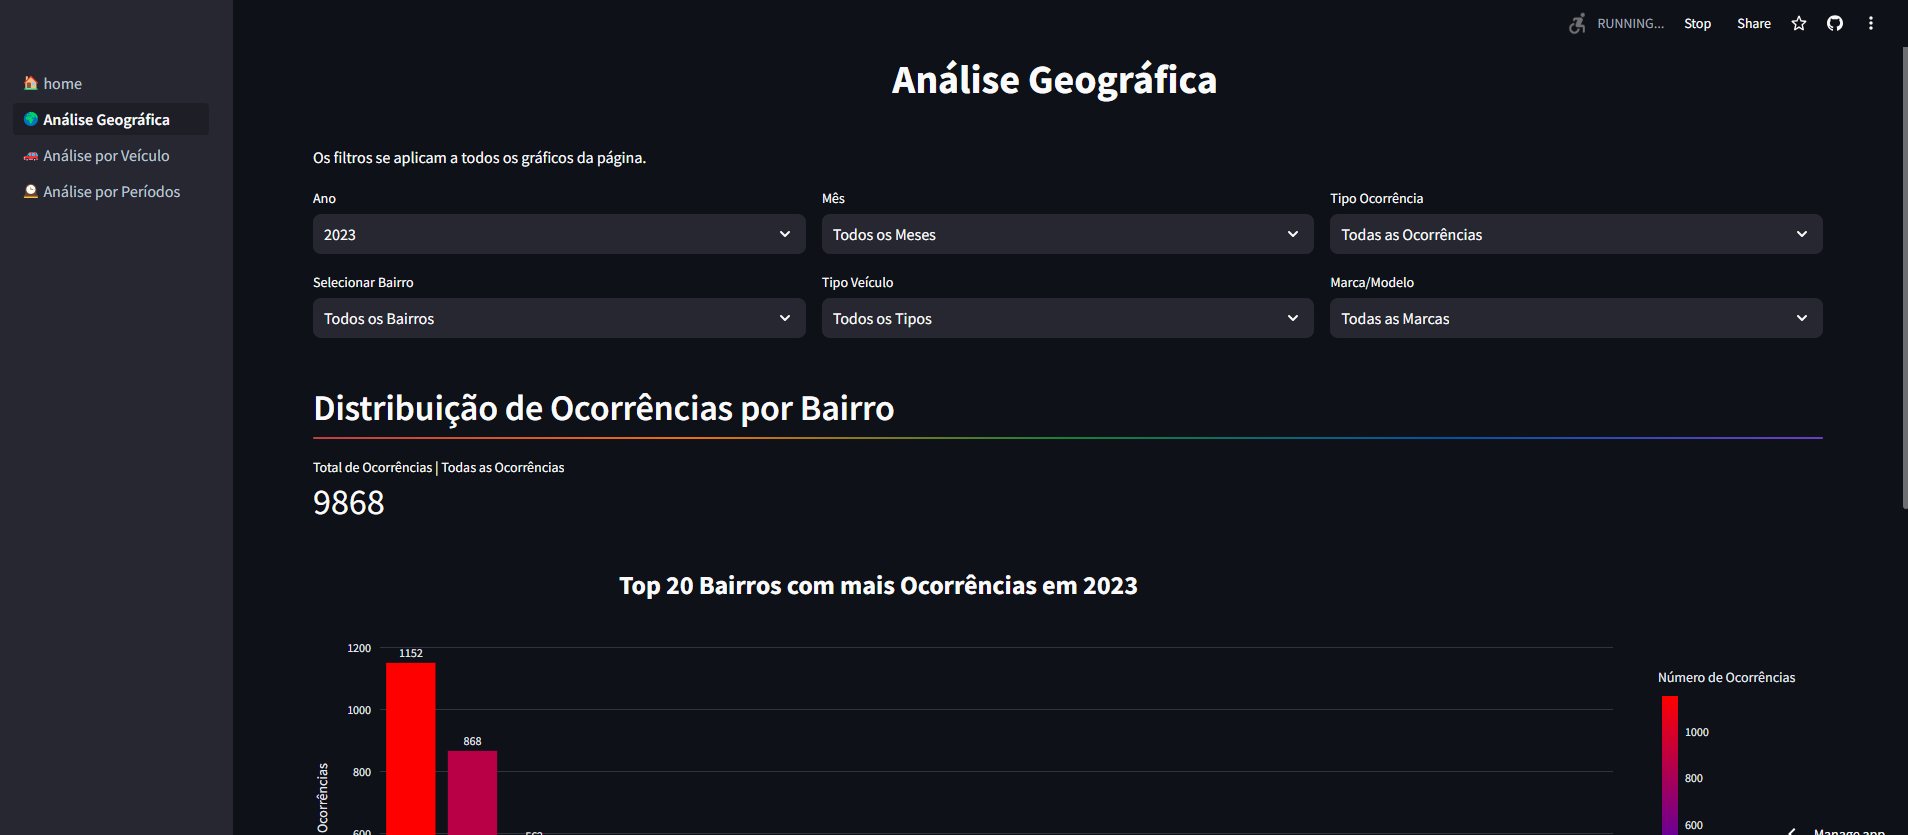 RUNNING... Stop Share
home
Análise Geográfica
Análise por Veículo
Análise por Períodos
Análise Geográfica
Os filtros se aplicam a todos os gráficos da página.
Ano Mês Tipo Ocorrência
2023 Todos os Meses Todas as Ocorrências
Selecionar Bairro Tipo Veículo Marca/Modelo
Todos os Bairros Todos os Tipos Todas as Marcas
Distribuição de Ocorrências por Bairro
Total de Ocorrências | Todas as Ocorrências
9868
Top 20 Bairros com mais Ocorrências em 2023
1200
1152
1000
868
800
600
Ocorrências
Número de Ocorrências
1000
800
600
Manage app